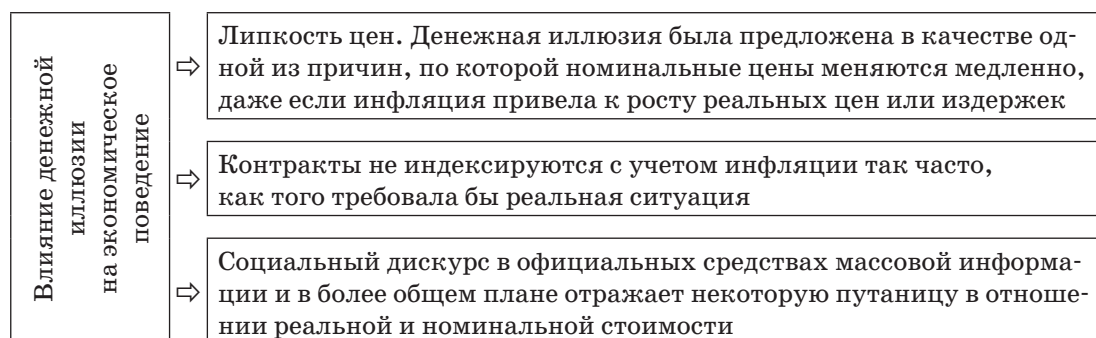 Влияние денежной
иллюзии
на экономическое
поведение
⇨
Липкость цен. Денежная иллюзия была предложена в качестве од-
ной из причин, по которой номинальные цены меняются медленно,
даже если инфляция привела к росту реальных цен или издержек
⇨
Контракты не индексируются с учетом инфляции так часто,
как того требовала бы реальная ситуация
⇨
Социальный дискурс в официальных средствах массовой информа-
ции и в более общем плане отражает некоторую путаницу в отноше-
нии реальной и номинальной стоимости